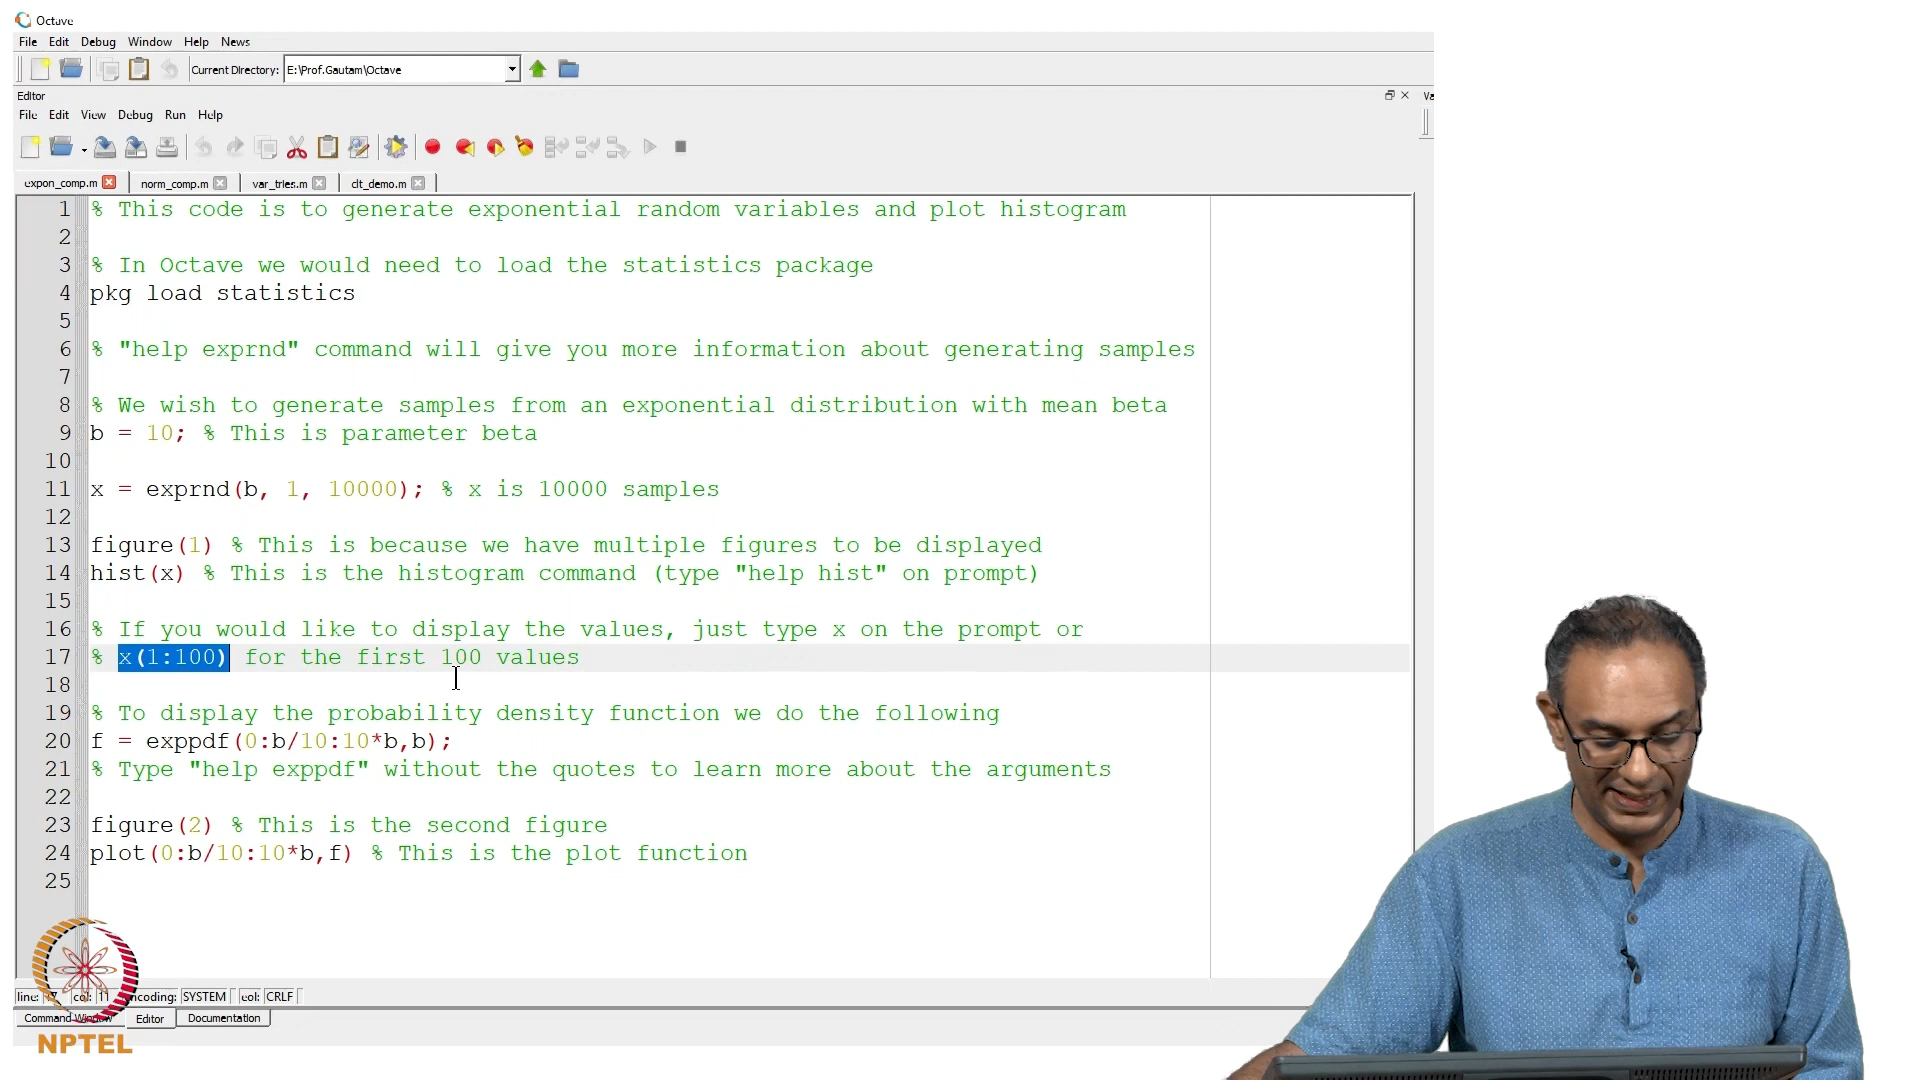 Octave
File Edit Debug Window Help News
Current Directory: E:\Prof.Gautam\Octave
Editor
File Edit View Debug Run Help
expon_comp.m norm_comp.m var_tries.m clt_demo.m
1 % This code is to generate exponential random variables and plot histogram
2
3 % In Octave we would need to load the statistics package
4 pkg load statistics
5
6 % "help exprnd" command will give you more information about generating samples
7
8 % We wish to generate samples from an exponential distribution with mean beta
9 b = 10; % This is parameter beta
10
11 x = exprnd(b, 1, 10000); % x is 10000 samples
12
13 figure(1) % This is because we have multiple figures to be displayed
14 hist(x) % This is the histogram command (type "help hist" on prompt)
15
16 % If you would like to display the values, just type x on the prompt or
17 % x(1:100) for the first 100 values
18
19 % To display the probability density function we do the following
20 f = exppdf(0:b/10:10*b,b);
21 % Type "help exppdf" without the quotes to learn more about the arguments
22
23 figure(2) % This is the second figure
24 plot(0:b/10:10*b,f) % This is the plot function
25
line: col: 11 encoding: SYSTEM eol: CRLF
Command Window Editor Documentation
NPTEL